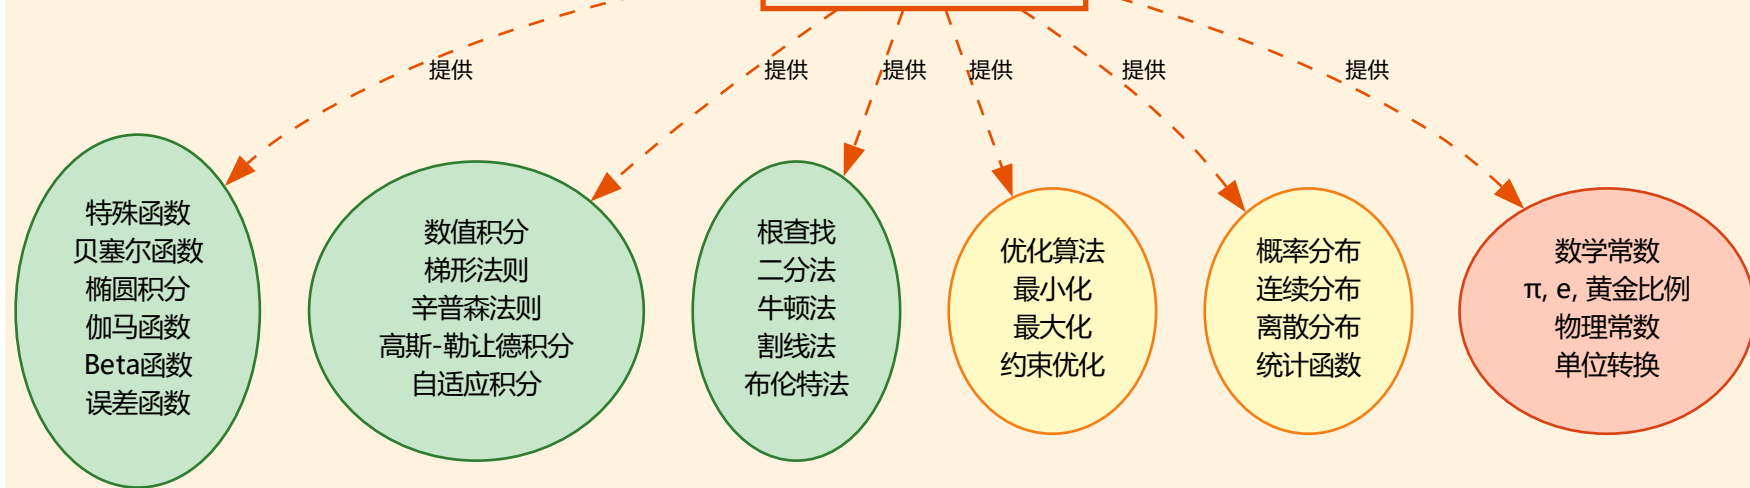 提供
提供
提供
提供
提供
提供
特殊函数
贝塞尔函数
椭圆积分
伽马函数
Beta函数
误差函数
数值积分
梯形法则
辛普森法则
高斯-勒让德积分
自适应积分
根查找
二分法
牛顿法
割线法
布伦特法
优化算法
最小化
最大化
约束优化
概率分布
连续分布
离散分布
统计函数
数学常数
π, e, 黄金比例
物理常数
单位转换